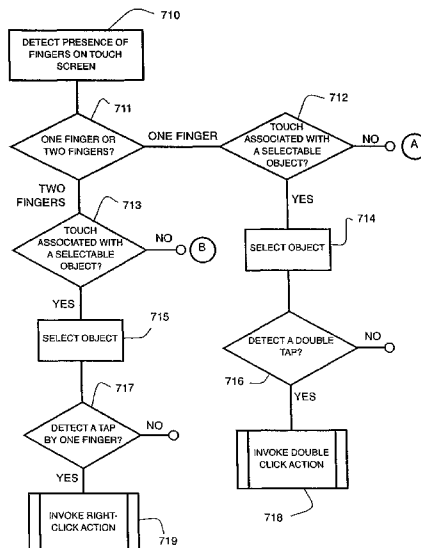 710
DETECT PRESENCE OF
FINGERS ON TOUCH
SCREEN
711
ONE FINGER OR
TWO FINGERS?
ONE FINGER
712
TOUCH
ASSOCIATED WITH
A SELECTABLE
OBJECT?
NO
A
TWO
FINGERS
713
TOUCH
ASSOCIATED WITH
A SELECTABLE
OBJECT?
NO
B
YES
714
SELECT OBJECT
YES
715
SELECT OBJECT
DETECT A DOUBLE
TAP?
NO
716
717
DETECT A TAP
BY ONE FINGER?
NO
YES
INVOKE DOUBLE
CLICK ACTION
718
YES
INVOKE RIGHT-
CLICK ACTION
719